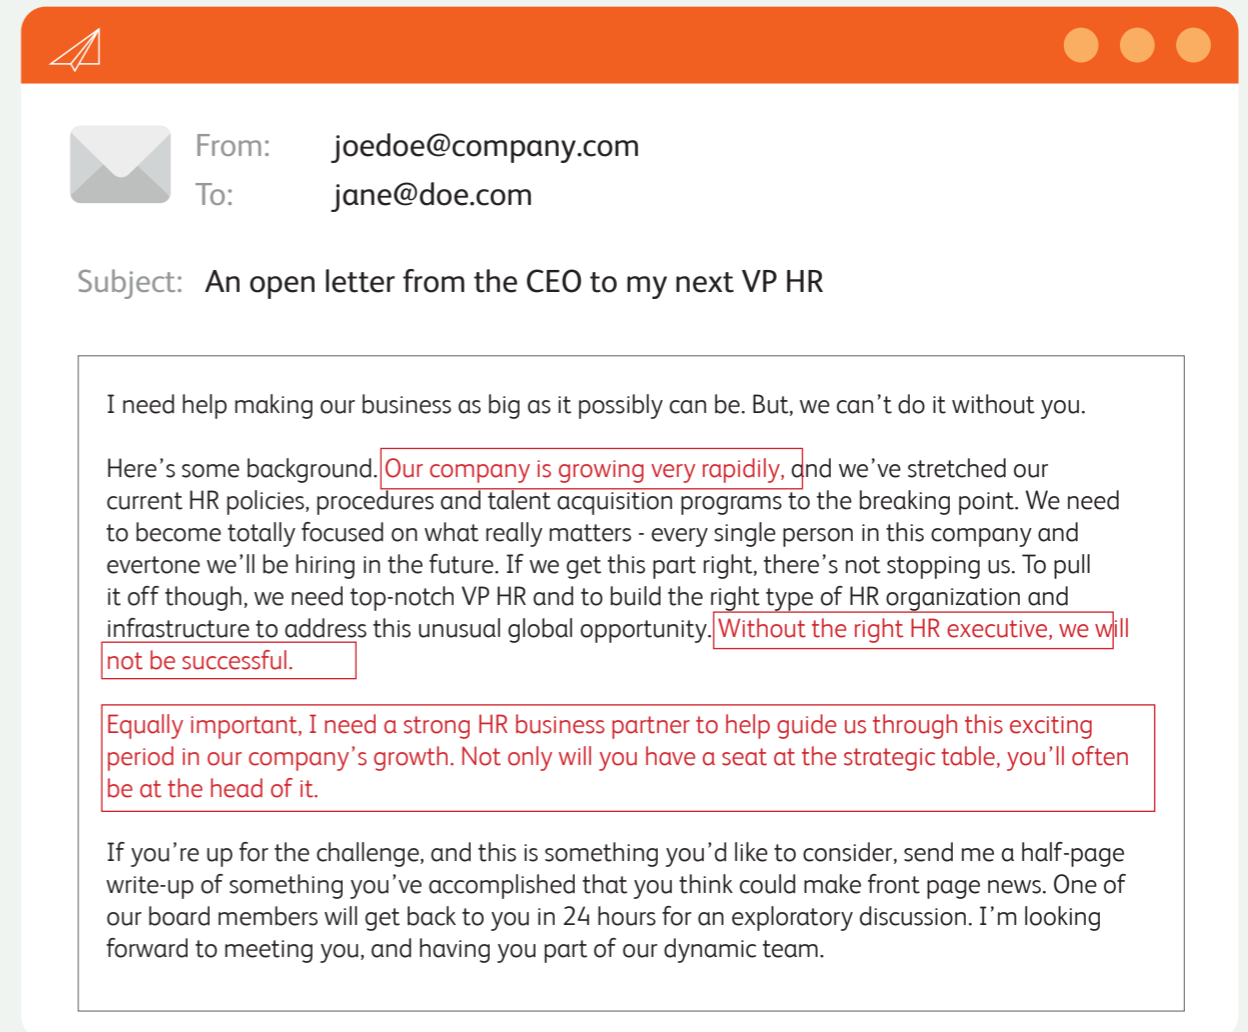 From: joedoe@company.com
To: jane@doe.com
Subject: An open letter from the CEO to my next VP HR
I need help making our business as big as it possibly can be. But, we can't do it without you.
Here's some background. Our company is growing very rapidily, and we've stretched our
current HR policies, procedures and talent acquisition programs to the breaking point. We need
to become totally focused on what really matters - every single person in this company and
evertone we'll be hiring in the future. If we get this part right, there's not stopping us. To pull
it off though, we need top-notch VP HR and to build the right type of HR organization and
infrastructure to address this unusual global opportunity. Without the right HR executive, we will
not be successful.
Equally important, I need a strong HR business partner to help guide us through this exciting
period in our company's growth. Not only will you have a seat at the strategic table, you'll often
be at the head of it.
If you're up for the challenge, and this is something you'd like to consider, send me a half-page
write-up of something you've accomplished that you think could make front page news. One of
our board members will get back to you in 24 hours for an exploratory discussion. I'm looking
forward to meeting you, and having you part of our dynamic team.